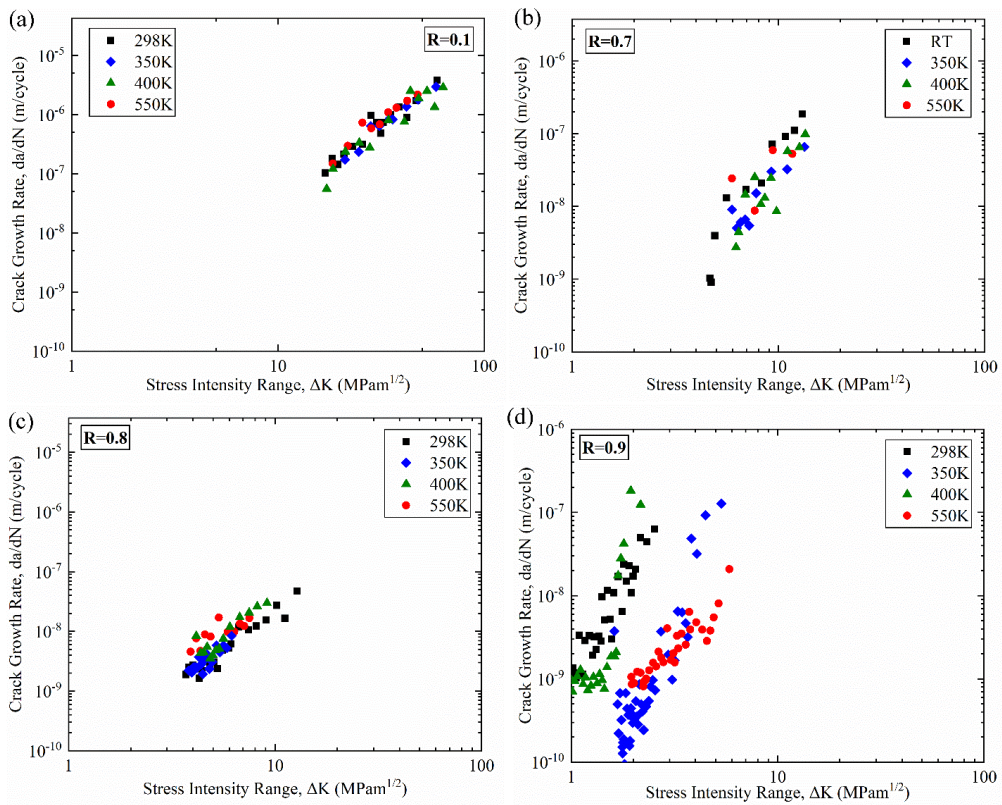 (a)
R=0.1
298K
350K
400K
550K
10^-5
10^-6
10^-7
10^-8
10^-9
10^-10
1
10
100
Crack Growth Rate, da/dN (m/cycle)
Stress Intensity Range, ΔK (MPam^1/2)
(b)
R=0.7
RT
350K
400K
550K
10^-6
10^-7
10^-8
10^-9
10^-10
1
10
100
Crack Growth Rate, da/dN (m/cycle)
Stress Intensity Range, ΔK (MPam^1/2)
(c)
R=0.8
298K
350K
400K
550K
10^-5
10^-6
10^-7
10^-8
10^-9
10^-10
1
10
100
Crack Growth Rate, da/dN (m/cycle)
Stress Intensity Range, ΔK (MPam^1/2)
(d)
R=0.9
298K
350K
400K
550K
10^-6
10^-7
10^-8
10^-9
10^-10
1
10
100
Crack Growth Rate, da/dN (m/cycle)
Stress Intensity Range, ΔK (MPam^1/2)